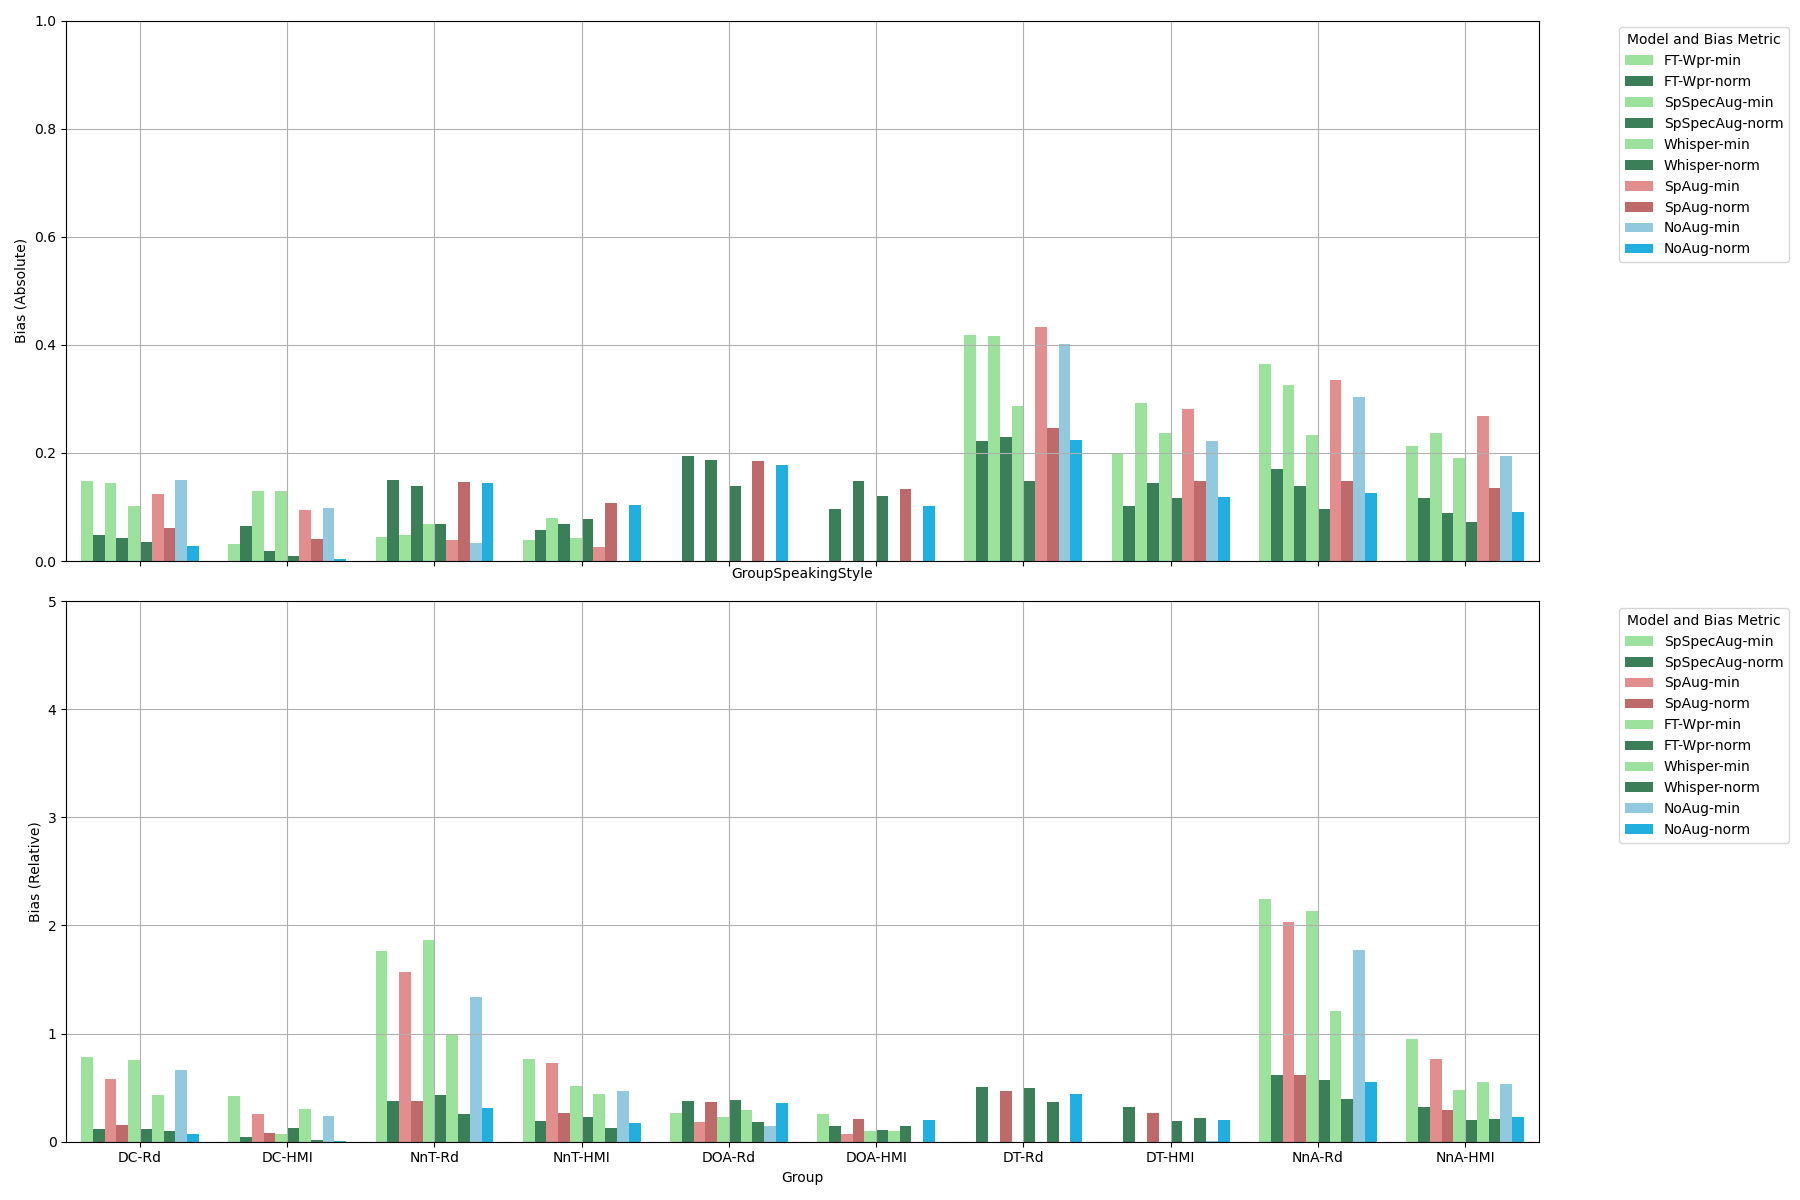 1.0
0.8
0.6
0.4
0.2
0.0
Bias (Absolute)
GroupSpeakingStyle
Model and Bias Metric
FT-Wpr-min
FT-Wpr-norm
SpSpecAug-min
SpSpecAug-norm
Whisper-min
Whisper-norm
SpAug-min
SpAug-norm
NoAug-min
NoAug-norm
5
4
3
2
1
0
Bias (Relative)
DC-Rd DC-HMI NnT-Rd NnT-HMI DOA-Rd DOA-HMI DT-Rd DT-HMI NnA-Rd NnA-HMI
Group
Model and Bias Metric
SpSpecAug-min
SpSpecAug-norm
SpAug-min
SpAug-norm
FT-Wpr-min
FT-Wpr-norm
Whisper-min
Whisper-norm
NoAug-min
NoAug-norm